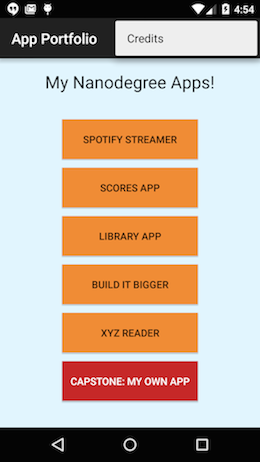 4:54
App Portfolio
Credits
My Nanodegree Apps!
SPOTIFY STREAMER
SCORES APP
LIBRARY APP
BUILD IT BIGGER
XYZ READER
CAPSTONE: MY OWN APP